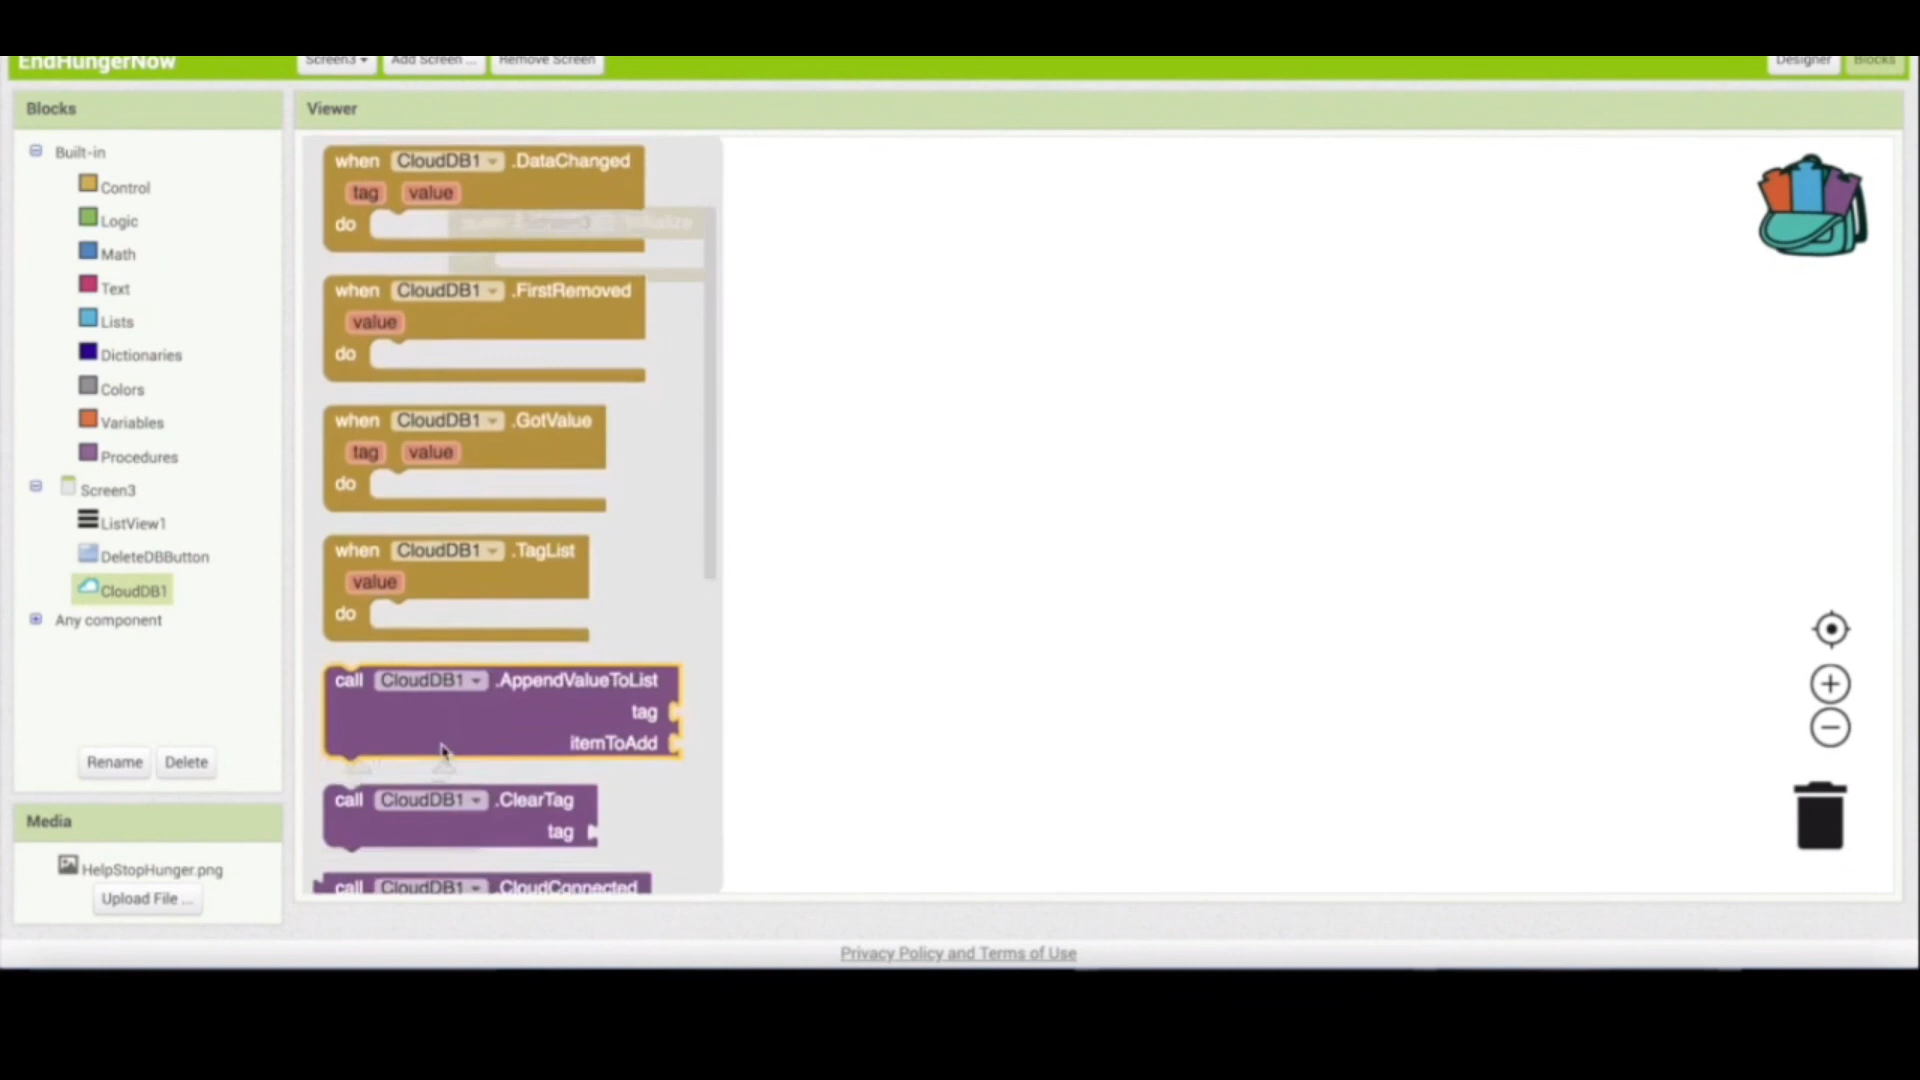 EndHungerNow
Screen3
Add Screen ...
Remove Screen
Designer
Blocks
Blocks
Viewer
Built-in
Control
Logic
Math
Text
Lists
Dictionaries
Colors
Variables
Procedures
Screen3
ListView1
DeleteDBButton
CloudDB1
Any component
Rename
Delete
Media
HelpStopHunger.png
Upload File ...
when CloudDB1 .DataChanged
tag value
do
when CloudDB1 .FirstRemoved
value
do
when CloudDB1 .GotValue
tag value
do
when CloudDB1 .TagList
value
do
call CloudDB1 .AppendValueToList
tag
itemToAdd
call CloudDB1 .ClearTag
tag
call CloudDB1 .CloudConnected
Privacy Policy and Terms of Use